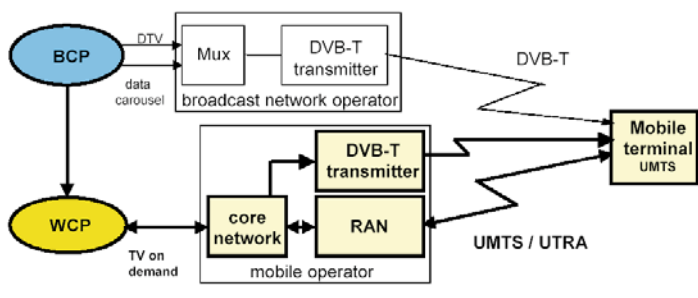 BCP
DTV
data
carousel
Mux
DVB-T
transmitter
broadcast network operator
DVB-T
Mobile
terminal
UMTS
DVB-T
transmitter
WCP
TV on
demand
core
network
RAN
mobile operator
UMTS / UTRA